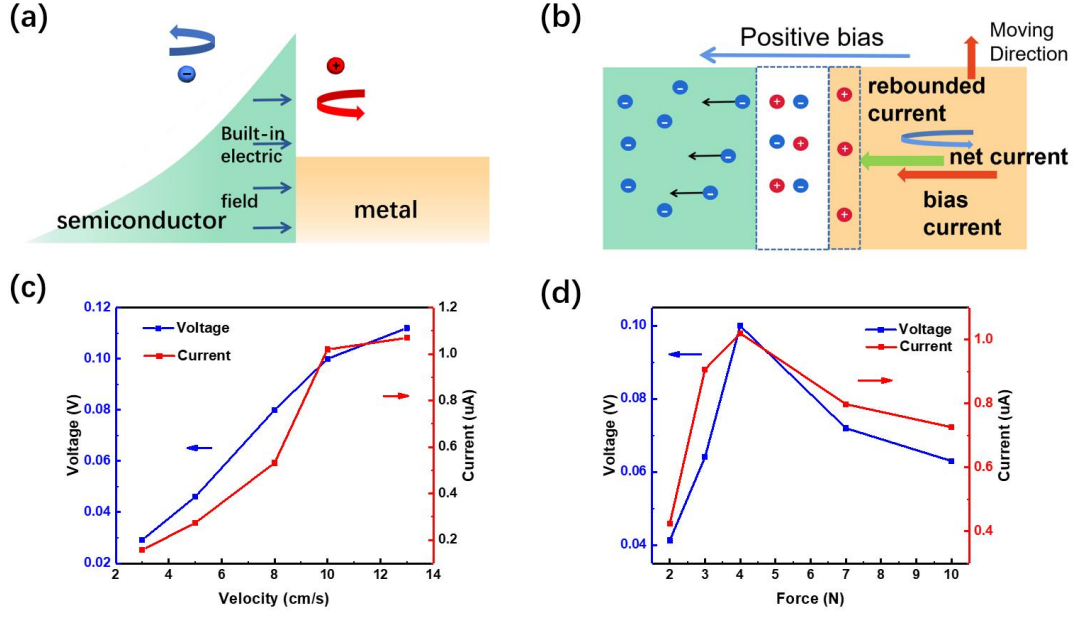 (a)
−
+
Built-in
electric
field
semiconductor
metal
(b)
Positive bias
Moving
Direction
rebounded
current
net current
bias
current
(c)
Voltage
Current
0.12
0.10
0.08
0.06
0.04
0.02
Voltage (V)
1.2
1.0
0.8
0.6
0.4
0.2
Current (uA)
2 4 6 8 10 12 14
Velocity (cm/s)
(d)
Voltage
Current
0.10
0.08
0.06
0.04
Voltage (V)
1.0
0.8
0.6
0.4
Current (uA)
2 3 4 5 6 7 8 9 10
Force (N)